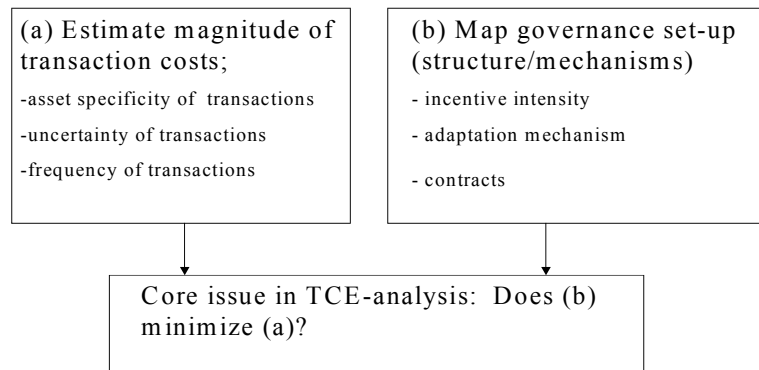 (a) Estimate magnitude of
transaction costs;
-asset specificity of transactions
-uncertainty of transactions
-frequency of transactions
(b) Map governance set-up
(structure/mechanisms)
- incentive intensity
- adaptation mechanism
- contracts
Core issue in TCE-analysis: Does (b)
minimize (a)?